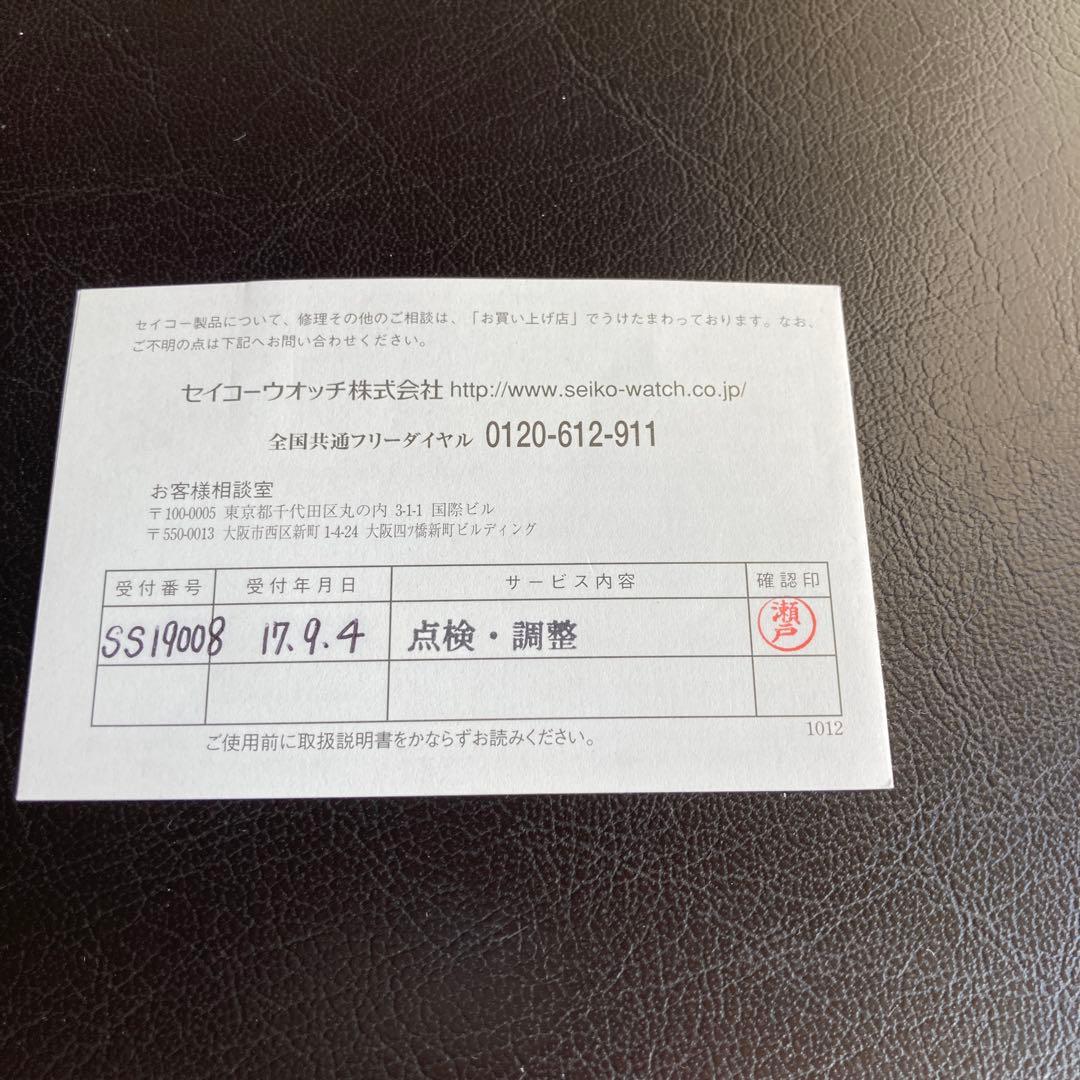 セイコー製品について、修理その他のご相談は、「お買い上げ店」でうけたまわっております。なお、
ご不明の点は下記へお問い合わせください。
セイコーウオッチ株式会社 http://www.seiko-watch.co.jp/
全国共通フリーダイヤル 0120-612-911
お客様相談室
〒100-0005 東京都千代田区丸の内 3-1-1 国際ビル
〒550-0013 大阪市西区新町 1-4-24 大阪四ツ橋新町ビルディング
受付番号 受付年月日 サービス内容 確認印
SS19008 17.9.4 点検・調整 瀬戸
1012
ご使用前に取扱説明書をかならずお読みください。